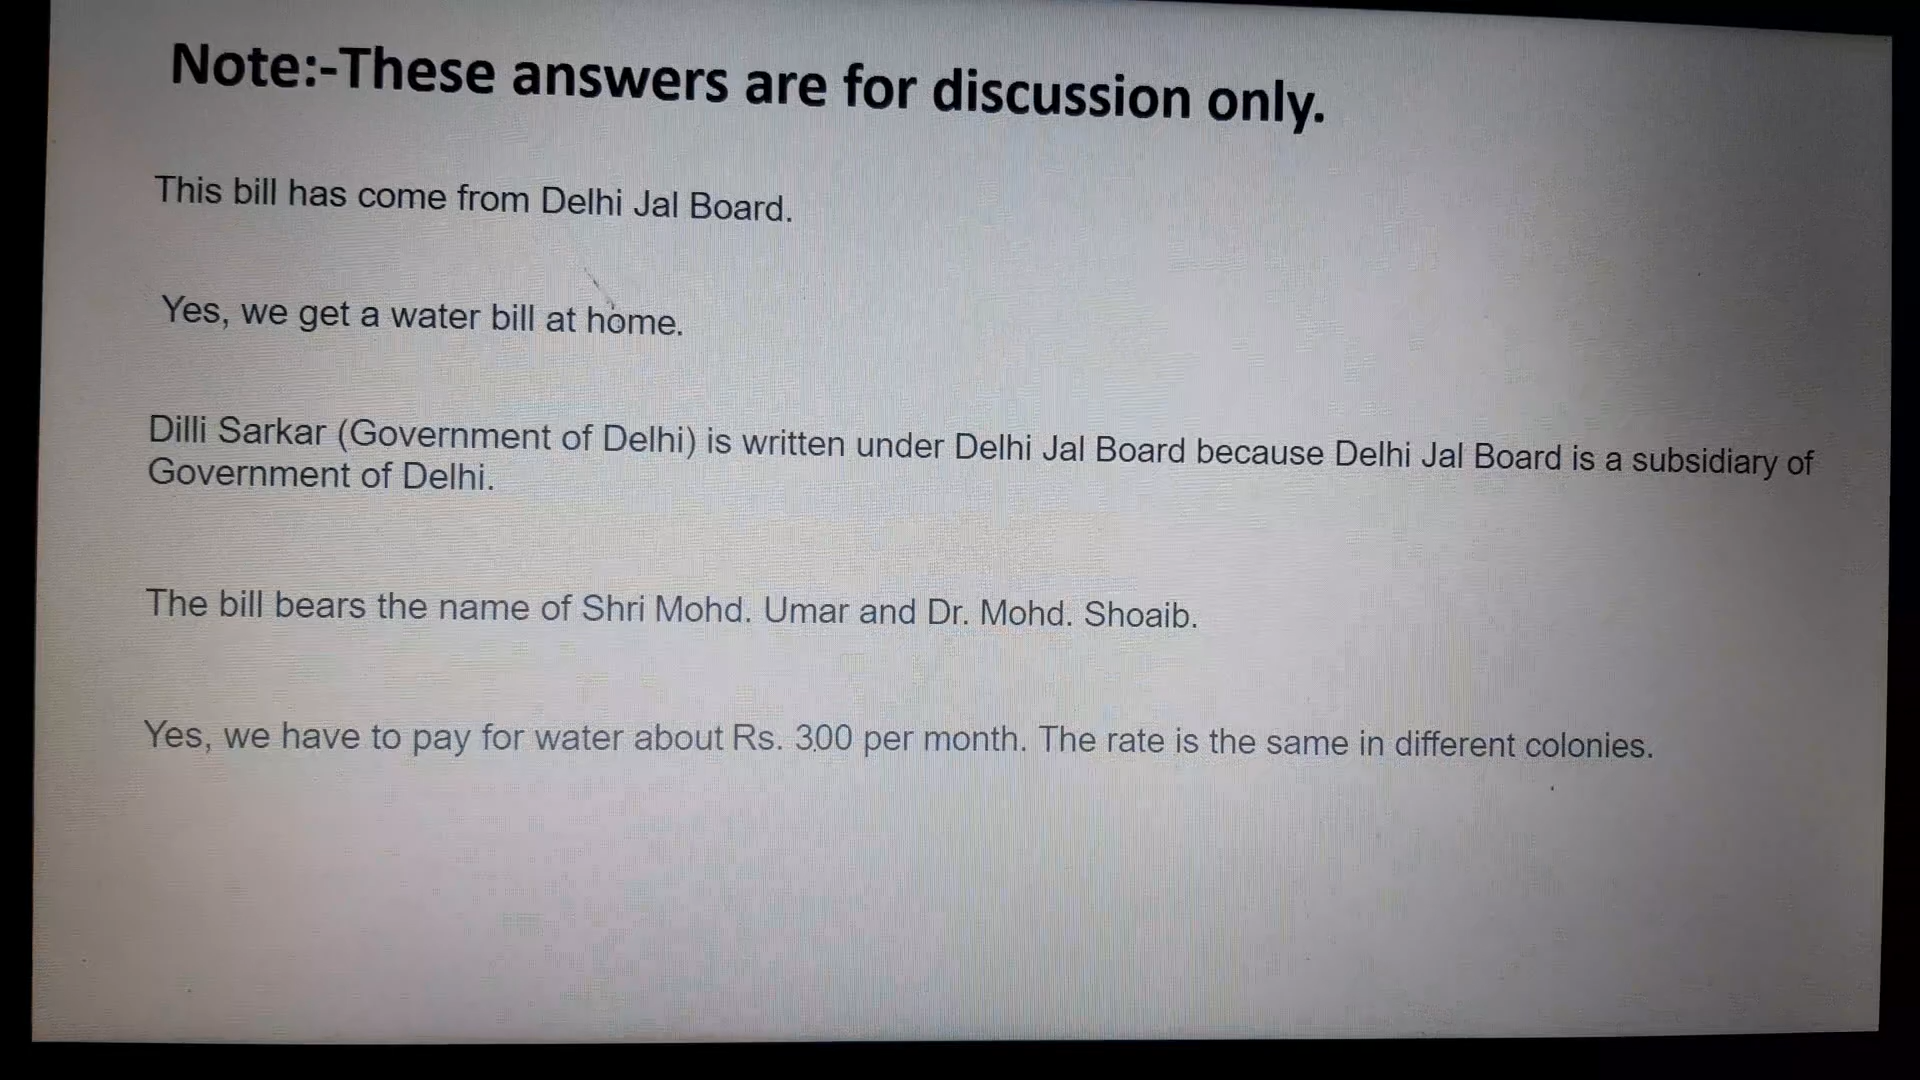 Note:-These answers are for discussion only.
This bill has come from Delhi Jal Board.
Yes, we get a water bill at home.
Dilli Sarkar (Government of Delhi) is written under Delhi Jal Board because Delhi Jal Board is a subsidiary of
Government of Delhi.
The bill bears the name of Shri Mohd. Umar and Dr. Mohd. Shoaib.
Yes, we have to pay for water about Rs. 300 per month. The rate is the same in different colonies.